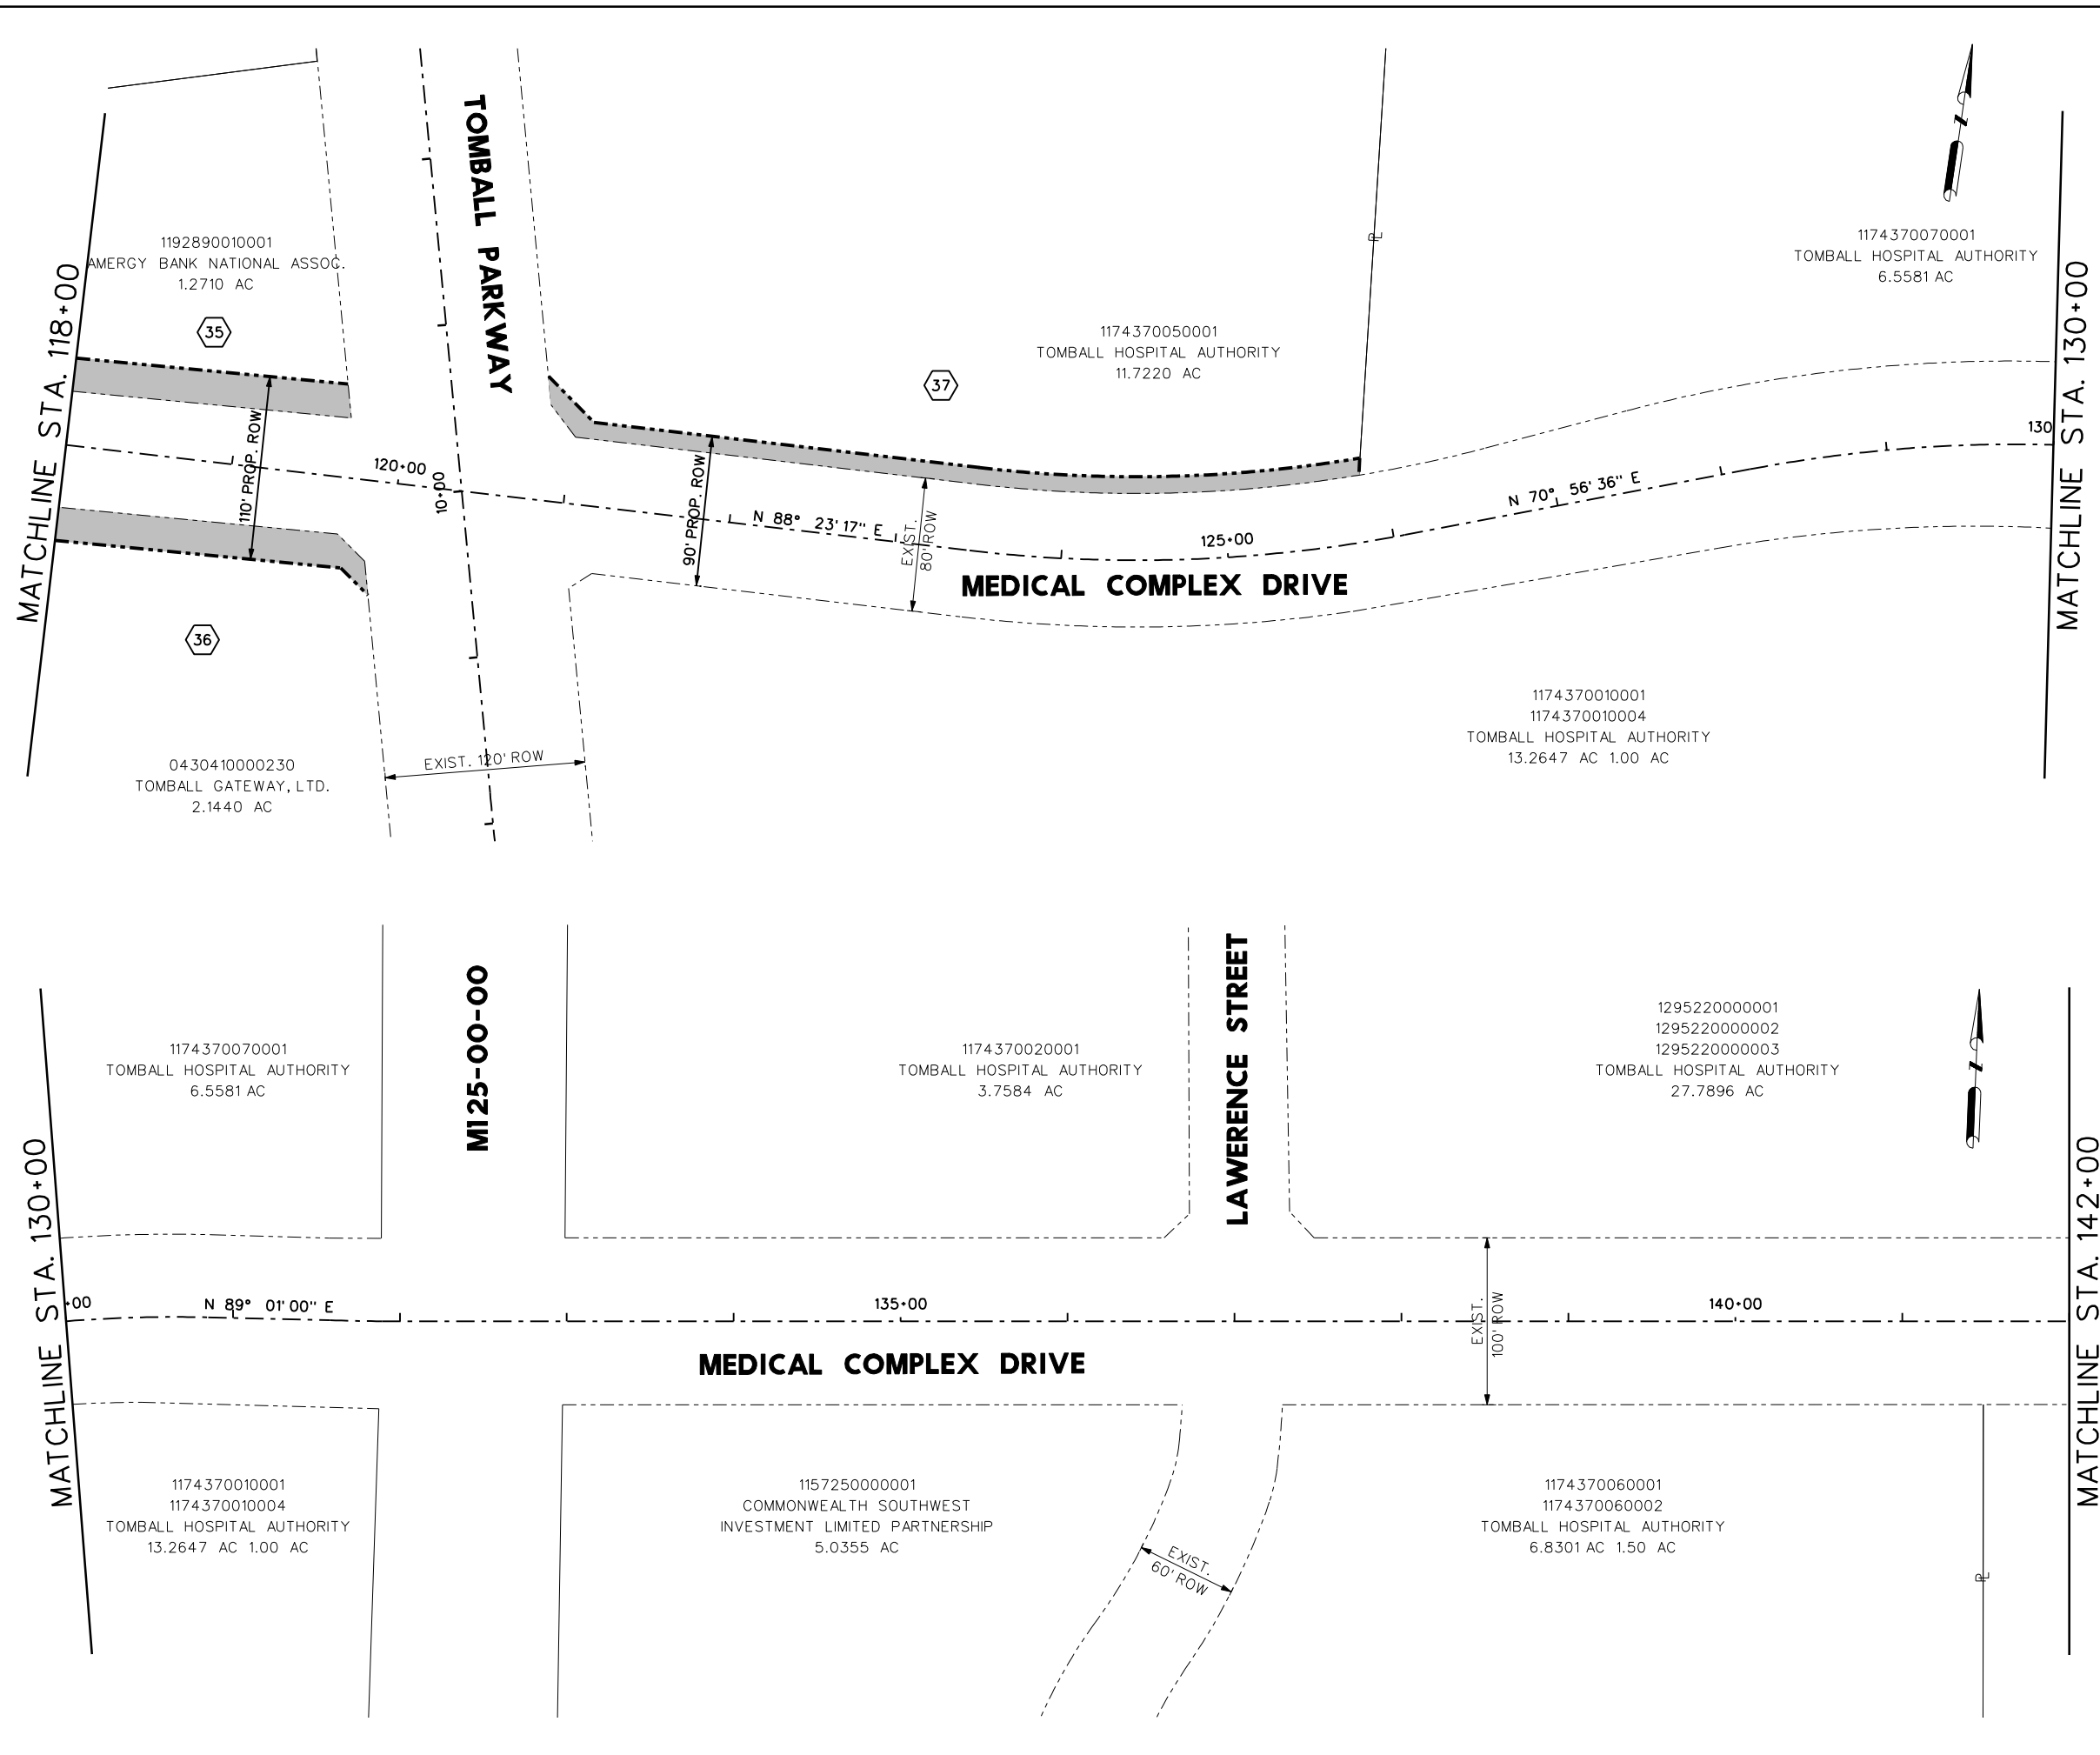 TOMBALL PARKWAY
1192890010001
AMERGY BANK NATIONAL ASSOC.
1.2710 AC
35
MATCHLINE STA. 118+00
110' PROP. ROW
120+00
10+00
36
0430410000230
TOMBALL GATEWAY, LTD.
2.1440 AC
EXIST. 120' ROW
1174370050001
TOMBALL HOSPITAL AUTHORITY
11.7220 AC
37
90' PROP. ROW
N 88° 23' 17" E
EXIST.
80' ROW
125+00
MEDICAL COMPLEX DRIVE
N 70° 56' 36" E
PL
1174370070001
TOMBALL HOSPITAL AUTHORITY
6.5581 AC
130
MATCHLINE STA. 130+00
1174370010001
1174370010004
TOMBALL HOSPITAL AUTHORITY
13.2647 AC 1.00 AC
N
MATCHLINE STA. 130+00
1174370070001
TOMBALL HOSPITAL AUTHORITY
6.5581 AC
M125-00-00
1174370020001
TOMBALL HOSPITAL AUTHORITY
3.7584 AC
LAWERENCE STREET
1295220000001
1295220000002
1295220000003
TOMBALL HOSPITAL AUTHORITY
27.7896 AC
N
+00
N 89° 01' 00" E
135+00
EXIST.
100' ROW
140+00
MEDICAL COMPLEX DRIVE
MATCHLINE STA. 142+00
1174370010001
1174370010004
TOMBALL HOSPITAL AUTHORITY
13.2647 AC 1.00 AC
1157250000001
COMMONWEALTH SOUTHWEST
INVESTMENT LIMITED PARTNERSHIP
5.0355 AC
EXIST.
60' ROW
1174370060001
1174370060002
TOMBALL HOSPITAL AUTHORITY
6.8301 AC 1.50 AC
PL